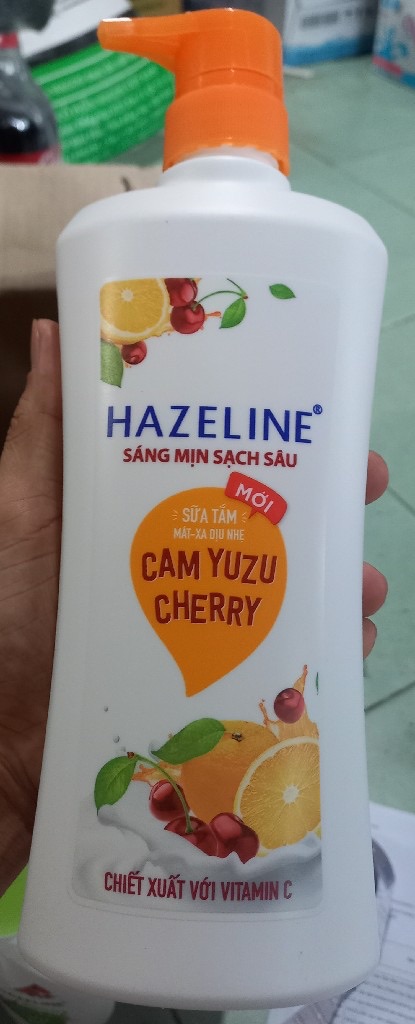 HAZELINE®
SÁNG MỊN SẠCH SÂU
MỚI
SỮA TẮM
MÁT-XA DỊU NHẸ
CAM YUZU
CHERRY
CHIẾT XUẤT VỚI VITAMIN C